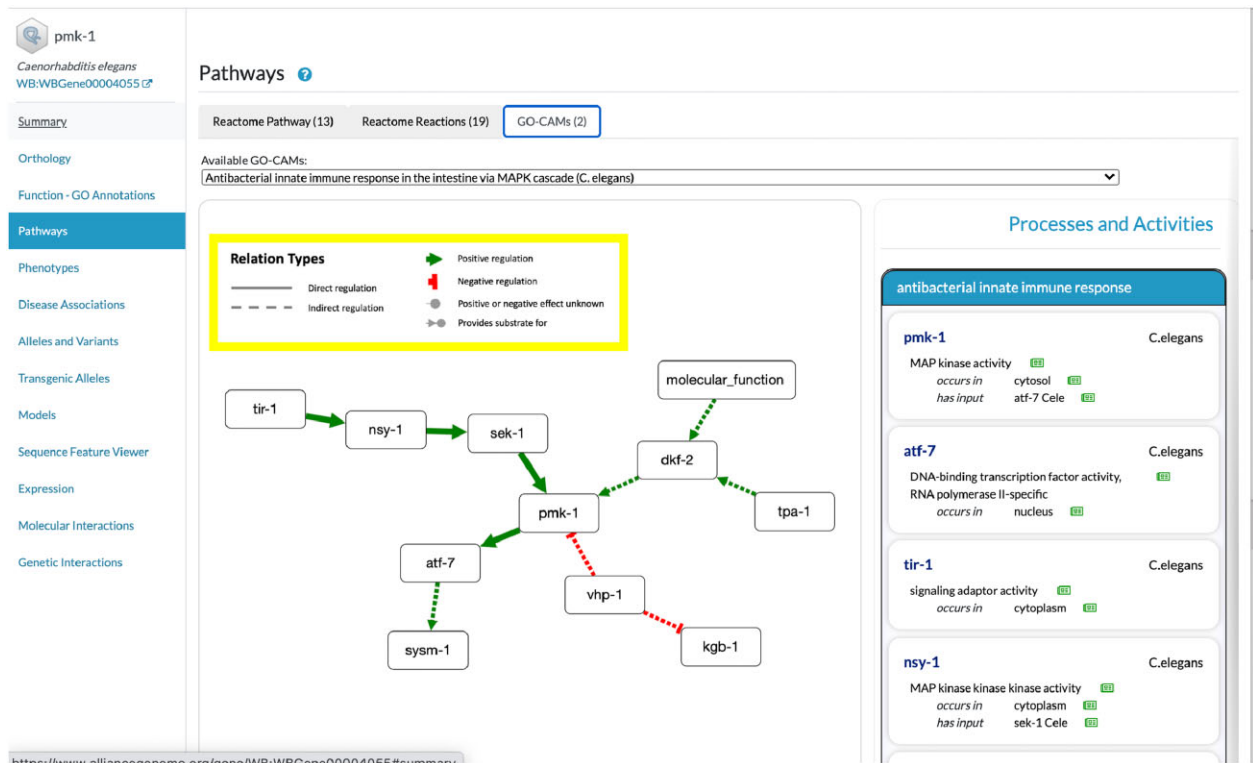 pmk-1
Caenorhabditis elegans
WB:WBGene00004055
Summary
Orthology
Function - GO Annotations
Pathways
Phenotypes
Disease Associations
Alleles and Variants
Transgenic Alleles
Models
Sequence Feature Viewer
Expression
Molecular Interactions
Genetic Interactions
Pathways ?
Reactome Pathway (13) Reactome Reactions (19) GO-CAMs (2)
Available GO-CAMs:
Antibacterial innate immune response in the intestine via MAPK cascade (C. elegans)
Relation Types
Direct regulation
Indirect regulation
Positive regulation
Negative regulation
Positive or negative effect unknown
Provides substrate for
molecular_function
tir-1
nsy-1
sek-1
dkf-2
pmk-1
tpa-1
atf-7
vhp-1
sysm-1
kgb-1
Processes and Activities
antibacterial innate immune response
pmk-1 C.elegans
MAP kinase activity
occurs in cytosol
has input atf-7 Cele
atf-7 C.elegans
DNA-binding transcription factor activity,
RNA polymerase II-specific
occurs in nucleus
tir-1 C.elegans
signaling adaptor activity
occurs in cytoplasm
nsy-1 C.elegans
MAP kinase kinase kinase activity
occurs in cytoplasm
has input sek-1 Cele
https://www.alliancegenome.org/gene/WB:WBGene00004055#summary